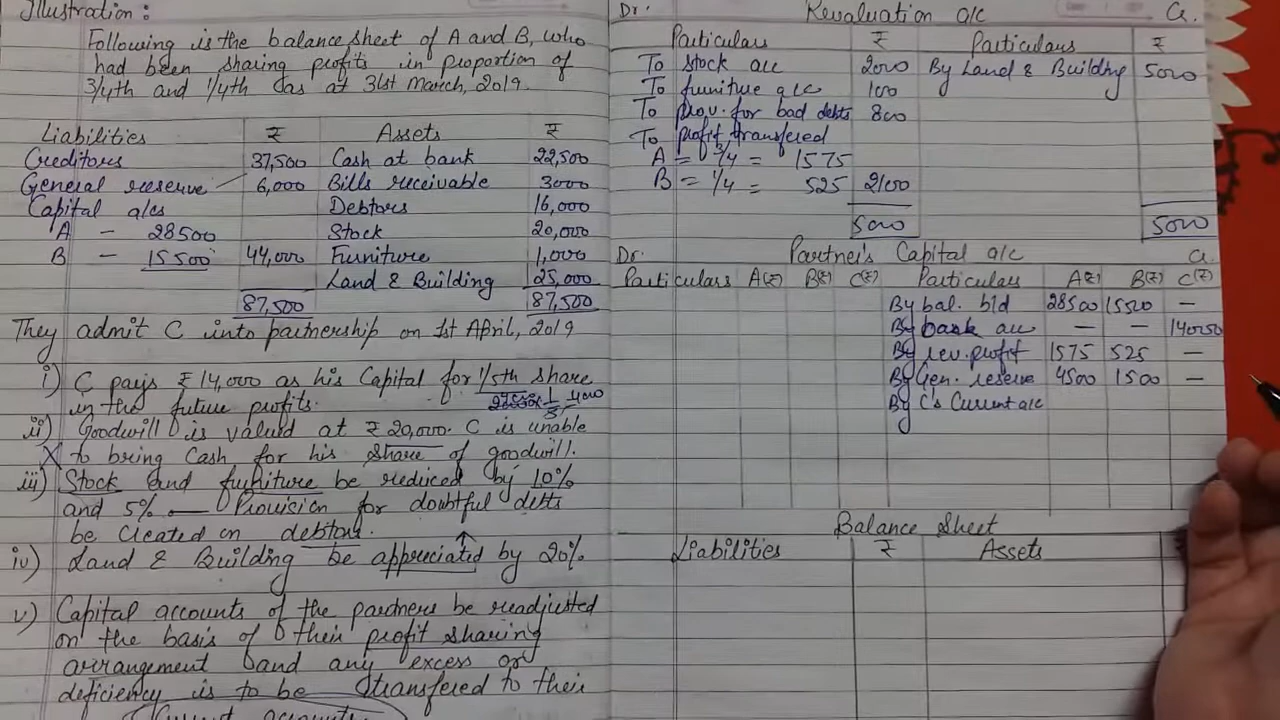 Illustration :
Following is the balance sheet of A and B, who
had been sharing profits in proportion of
3/4th and 1/4th as at 31st March, 2019.
Liabilities ₹ Assets ₹
Creditors 37,500 Cash at bank 22,500
General reserve 6,000 Bills receivable 3000
Capital a/cs Debtors 16,000
A - 28500 Stock 20,000
B - 15500 44,000 Furniture 1,000
Land & Building 25,000
87,500 87,500
They admit C into partnership on 1st April, 2019
i) C pays ₹ 14,000 as his Capital for 1/5th share
in the future profits.
ii) Goodwill is valued at ₹ 20,000. C is unable
to bring Cash for his share of goodwill.
iii) Stock and furniture be reduced by 10%
and 5%. Provision for doubtful debts
be created on debtors.
iv) Land & Building be appreciated by 20%
v) Capital accounts of the partners be readjusted
on the basis of their profit sharing
arrangement and any excess or
deficiency is to be transfered to their
Current accounts.
Dr. Revaluation a/c Cr.
Particulars ₹ Particulars ₹
To stock acc 2000 By Land & Building 5000
To furniture a/c 100
To prov. for bad debts 800
To profit transfered
A = 3/4 = 1575
B = 1/4 = 525 2100
5000 5000
Dr. Partner's Capital a/c Cr.
Particulars A(₹) B(₹) C(₹) Particulars A(₹) B(₹) C(₹)
By bal. b/d 28500 15500 -
By bank acc - - 14000
By rev. profit 1575 525 -
By Gen. reserve 4500 1500 -
By C's Current a/c
Balance Sheet
Liabilities ₹ Assets